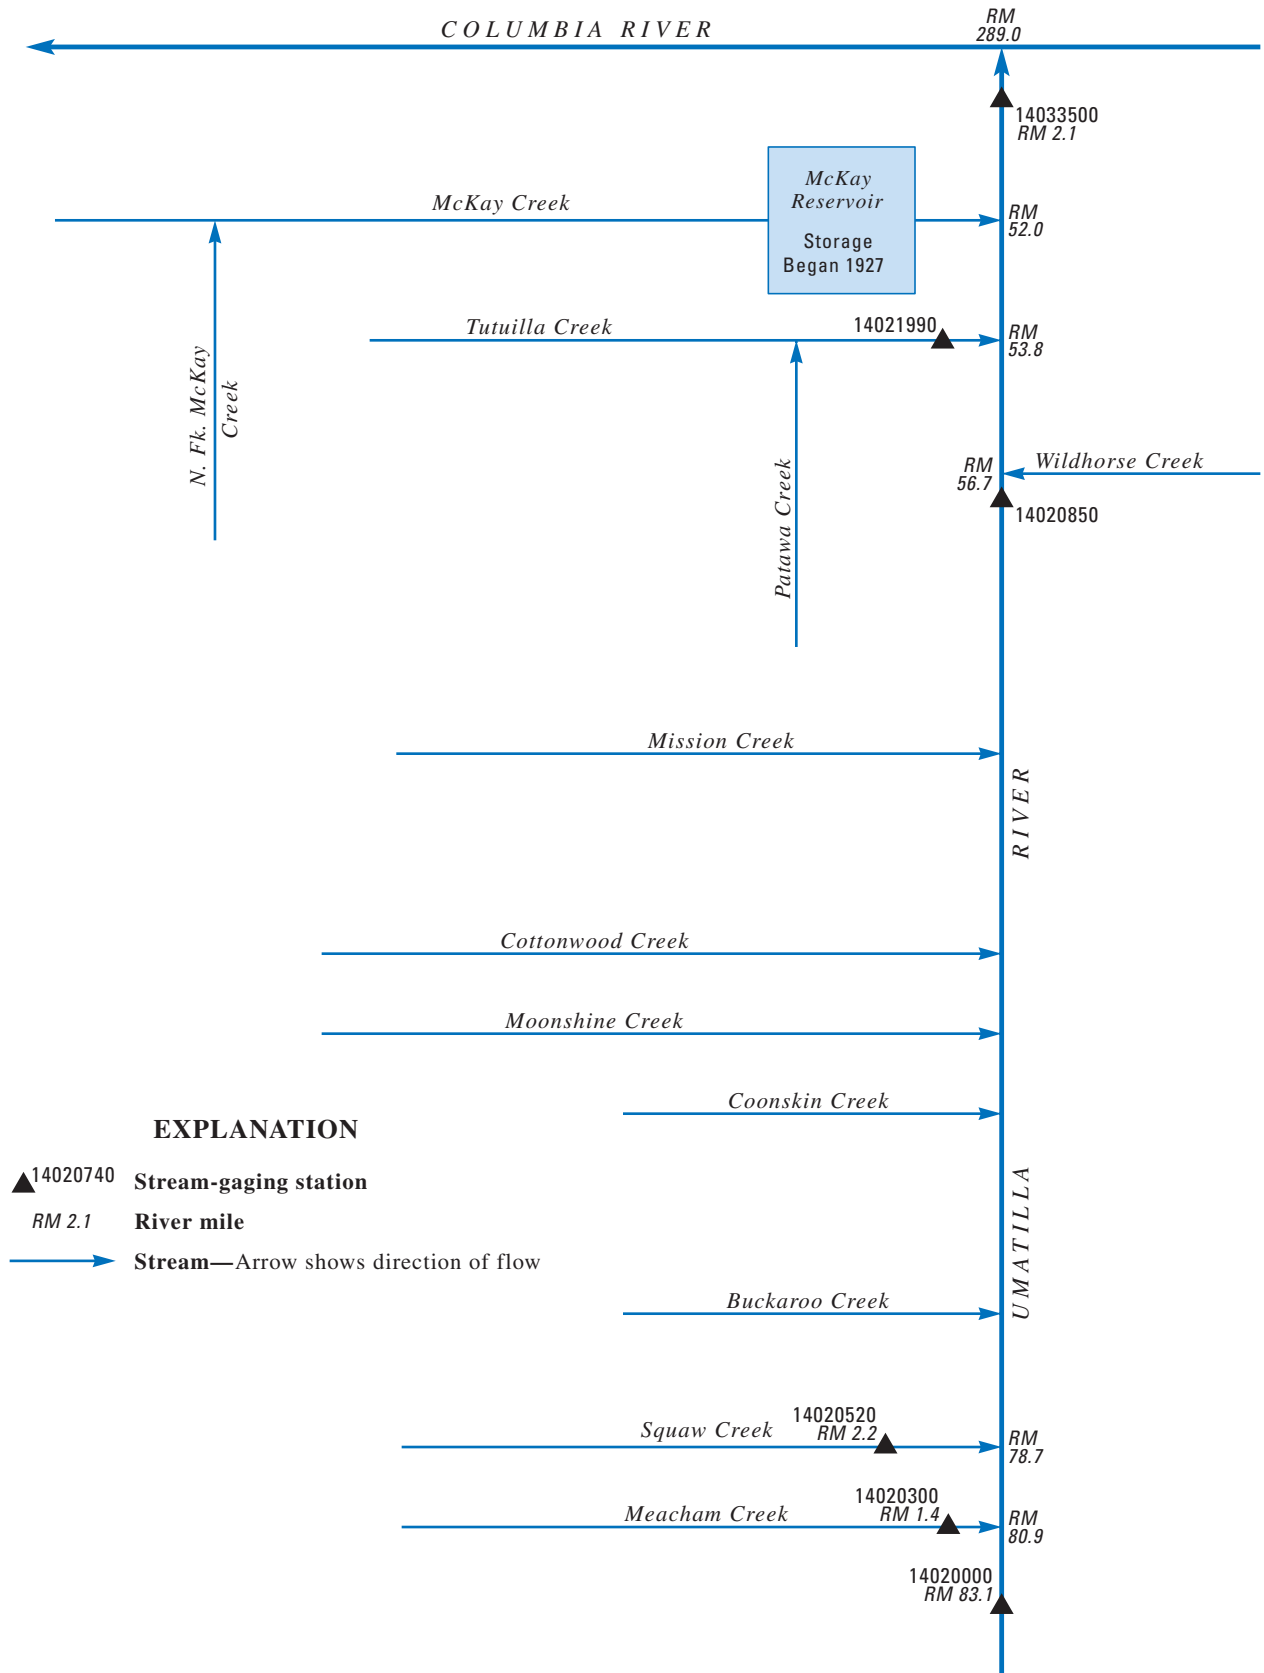 COLUMBIA RIVER
RM
289.0
14033500
RM 2.1
McKay
Reservoir
Storage
Began 1927
McKay Creek
RM
52.0
N. Fk. McKay
Creek
Tutuilla Creek
14021990
RM
53.8
Patawa Creek
RM
56.7
Wildhorse Creek
14020850
Mission Creek
UMATILLA RIVER
Cottonwood Creek
Moonshine Creek
Coonskin Creek
EXPLANATION
14020740 Stream-gaging station
RM 2.1 River mile
Stream—Arrow shows direction of flow
Buckaroo Creek
Squaw Creek
14020520
RM 2.2
RM
78.7
Meacham Creek
14020300
RM 1.4
RM
80.9
14020000
RM 83.1